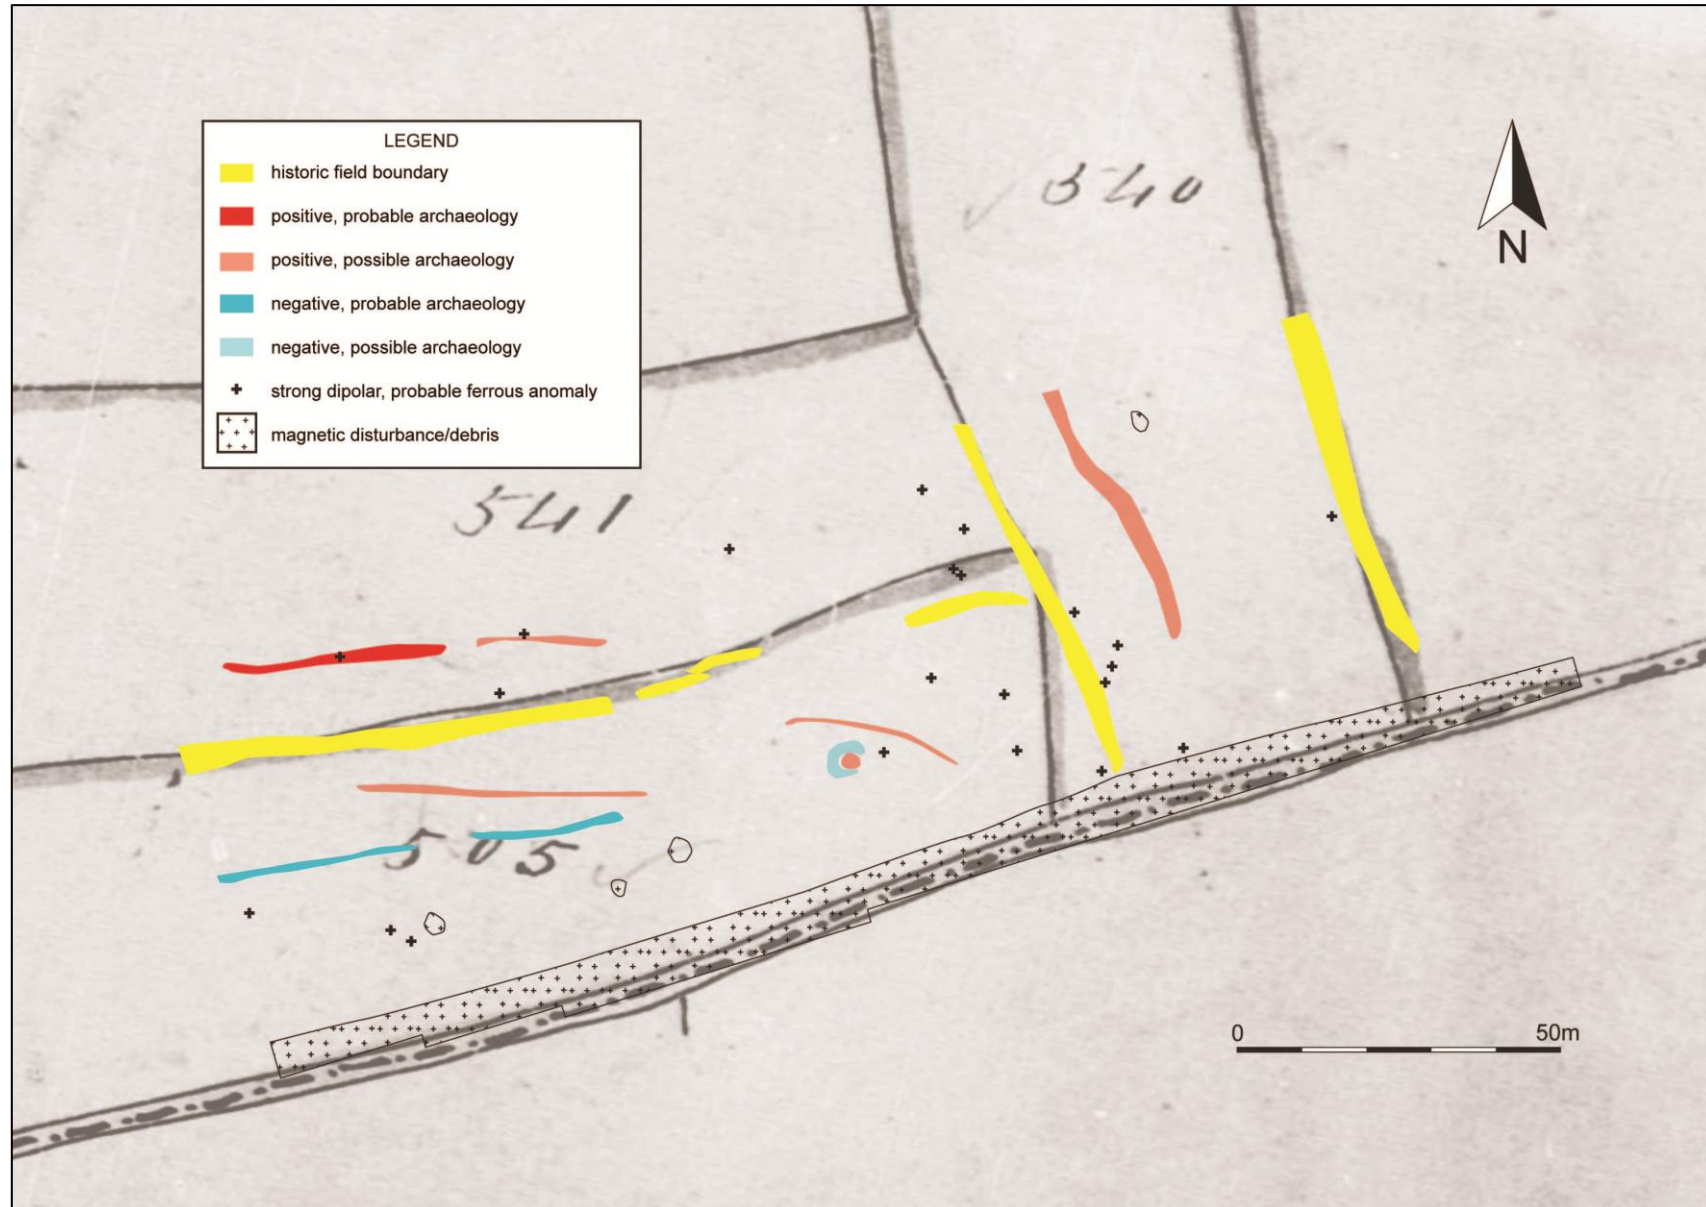 LEGEND
historic field boundary
positive, probable archaeology
positive, possible archaeology
negative, probable archaeology
negative, possible archaeology
strong dipolar, probable ferrous anomaly
magnetic disturbance/debris
540
N
541
505
0 50m